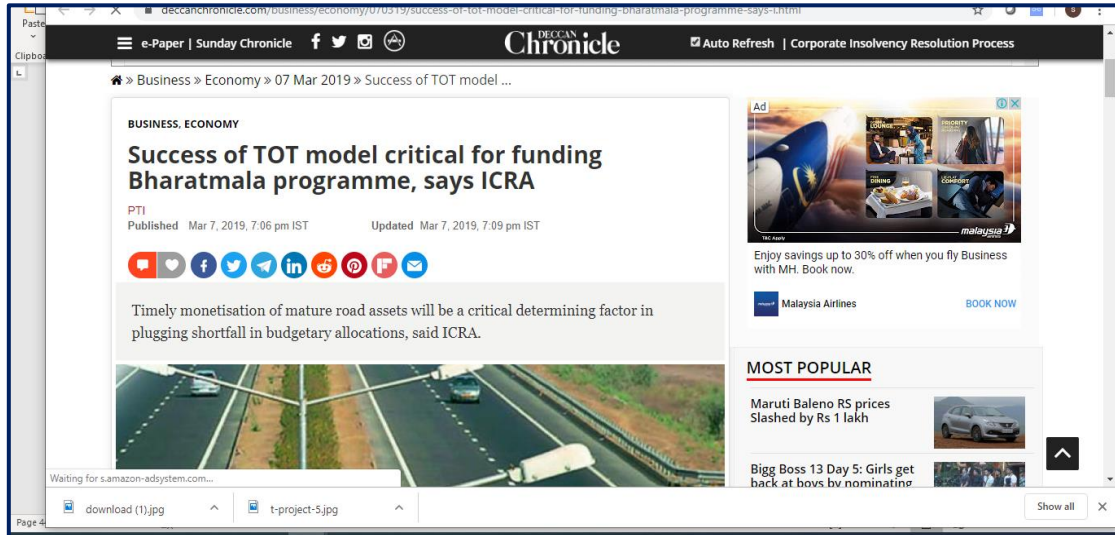 Paste
Clipboa
deccanchronicle.com/business/economy/070319/success-of-tot-model-critical-for-funding-bharatmala-programme-says-i.html
e-Paper | Sunday Chronicle
DECCAN
Chronicle
Auto Refresh | Corporate Insolvency Resolution Process
» Business » Economy » 07 Mar 2019 » Success of TOT model ...
BUSINESS, ECONOMY
Success of TOT model critical for funding
Bharatmala programme, says ICRA
PTI
Published Mar 7, 2019, 7:06 pm IST
Updated Mar 7, 2019, 7:09 pm IST
Timely monetisation of mature road assets will be a critical determining factor in
plugging shortfall in budgetary allocations, said ICRA.
Ad
LOUNGE
PRIORITY
DINING
COMFORT
T&C Apply
malaysia
airlines
Enjoy savings up to 30% off when you fly Business
with MH. Book now.
Malaysia Airlines
BOOK NOW
MOST POPULAR
Maruti Baleno RS prices
Slashed by Rs 1 lakh
Bigg Boss 13 Day 5: Girls get
back at boys by nominating
Waiting for s.amazon-adsystem.com...
download (1).jpg
t-project-5.jpg
Show all
Page 4